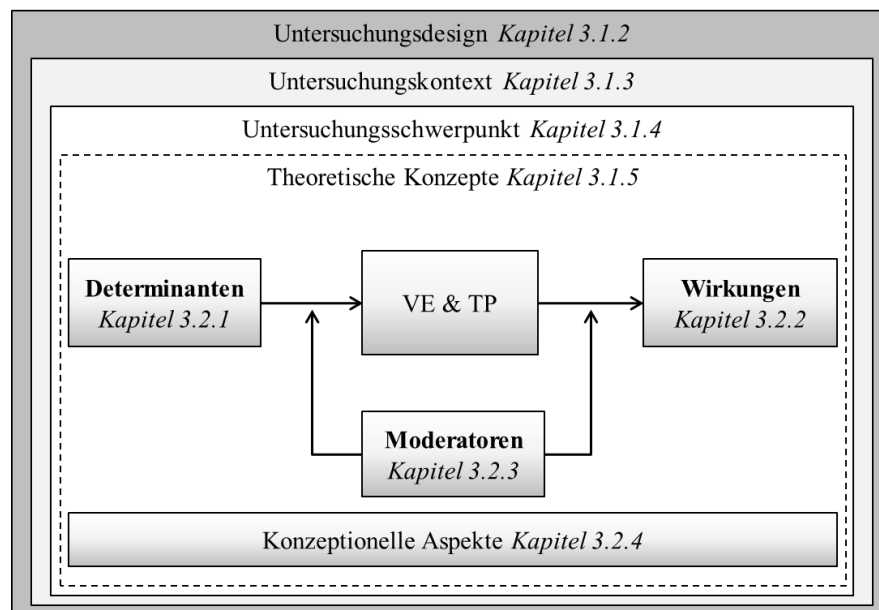 Untersuchungsdesign Kapitel 3.1.2
Untersuchungskontext Kapitel 3.1.3
Untersuchungsschwerpunkt Kapitel 3.1.4
Theoretische Konzepte Kapitel 3.1.5
Determinanten
Kapitel 3.2.1
VE & TP
Wirkungen
Kapitel 3.2.2
Moderatoren
Kapitel 3.2.3
Konzeptionelle Aspekte Kapitel 3.2.4